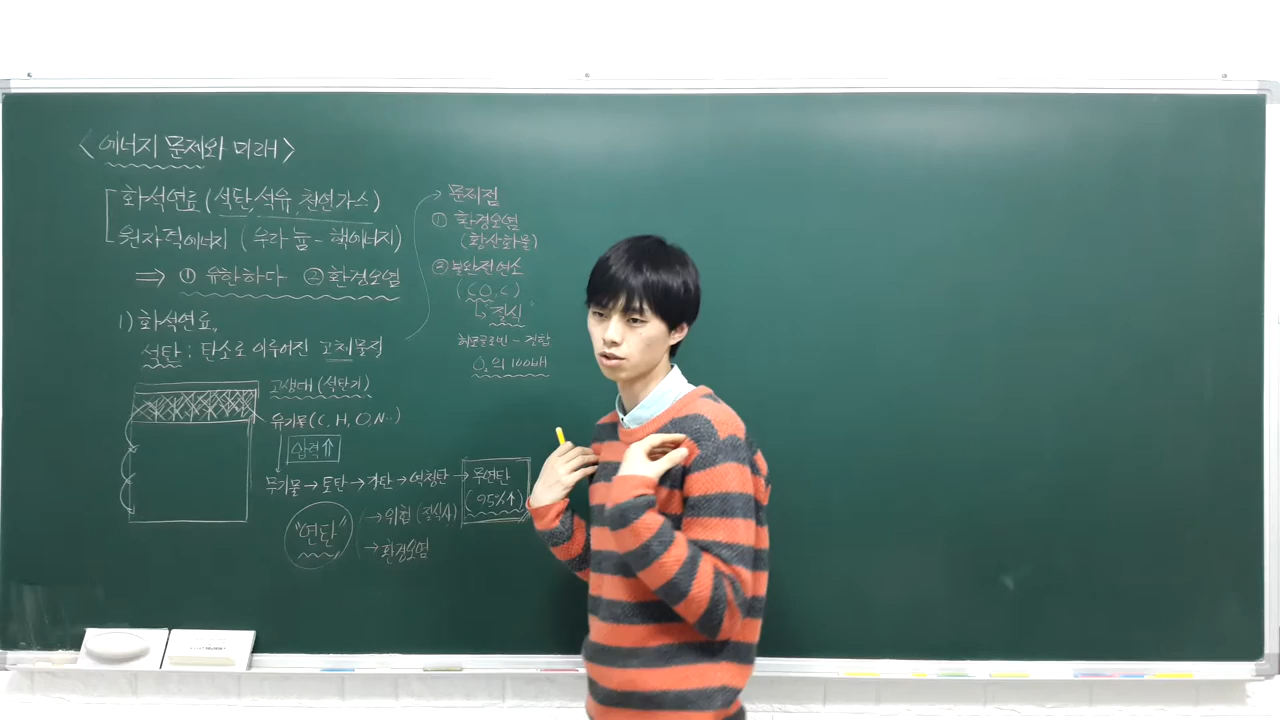 <에너지 문제와 미래>
화석연료 (석탄, 석유, 천연가스)
원자력에너지 (우라늄 - 핵에너지)
⇒ ① 유한하다 ② 환경오염
1) 화석연료,
석탄 : 탄소로 이루어진 고체물질
고생대 (석탄기)
유기물 (C, H, O, N..)
압력↑
무기물 → 토탄 → 갈탄 → 역청탄 → 무연탄
(95%↑)
"연탄"
→ 위험 (질식사)
→ 환경오염
→ 문제점
① 환경오염
(황산화물)
② 불완전연소
(CO, C)
↳ 질식
헤모글로빈 - 결합
O₂의 100배